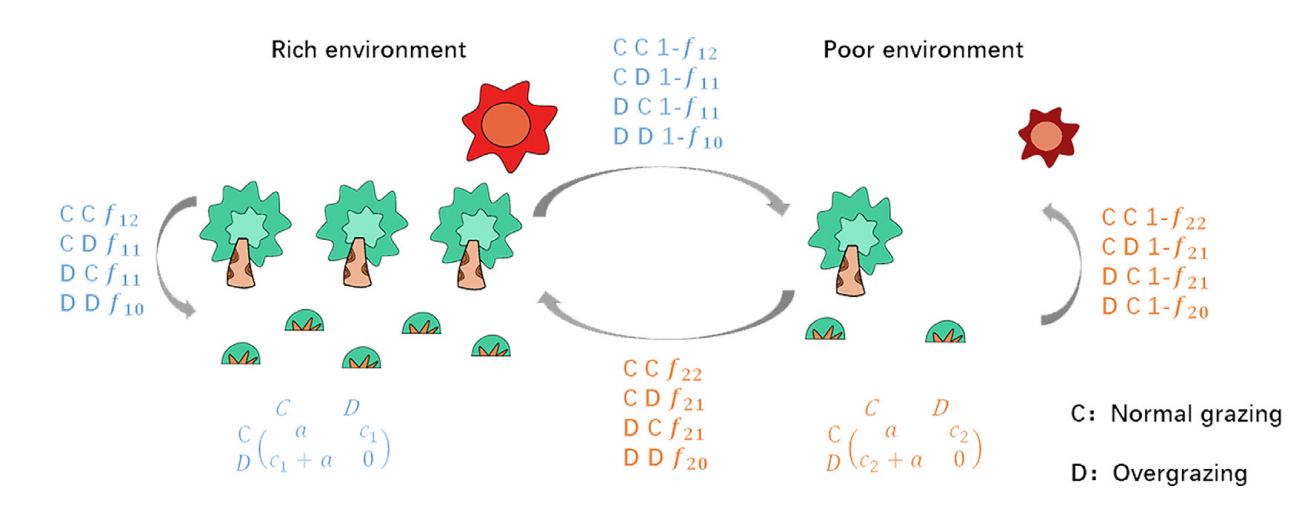 Rich environment
Poor environment
C C 1-f12
C D 1-f11
D C 1-f11
D D 1-f10
C C f12
C D f11
D C f11
D D f10
C C 1-f22
C D 1-f21
D C 1-f21
D C 1-f20
C C f22
C D f21
D C f21
D D f20
C D
C ( a c1 )
D ( c1 + a 0 )
C D
C ( a c2 )
D ( c2 + a 0 )
C: Normal grazing
D: Overgrazing